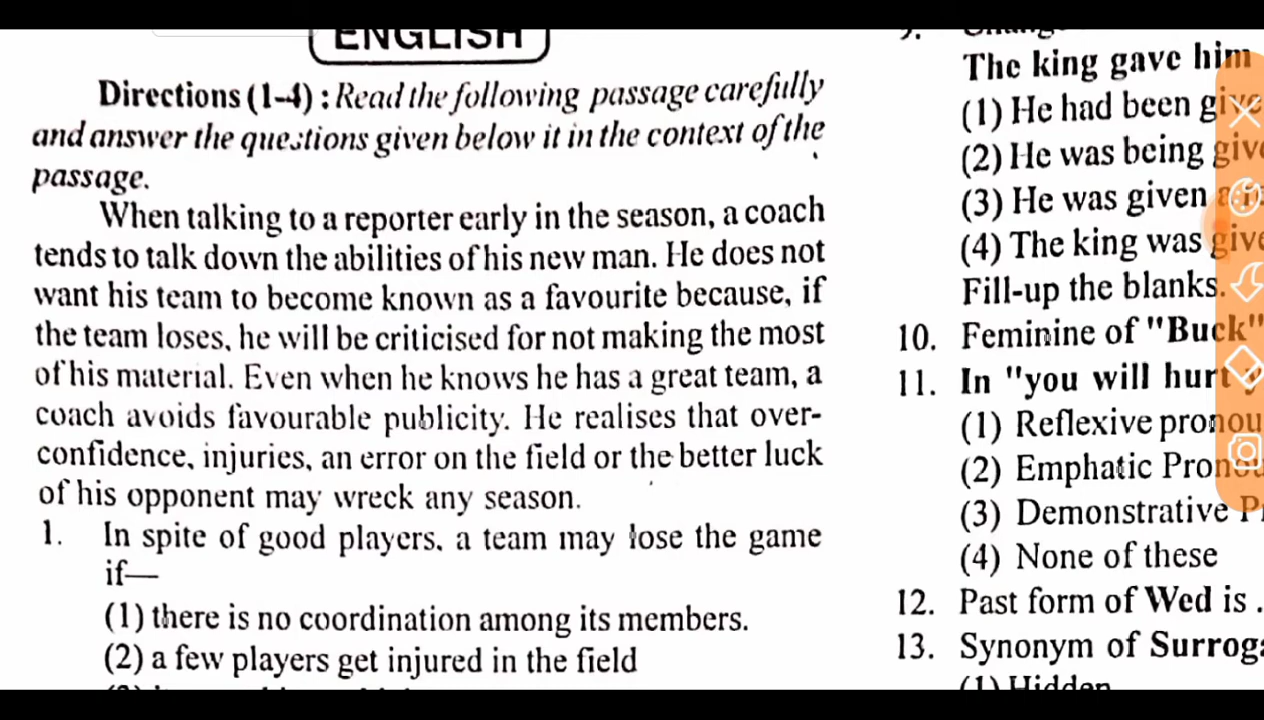 ENGLISH
Directions (1-4) : Read the following passage carefully
and answer the questions given below it in the context of the
passage.
When talking to a reporter early in the season, a coach
tends to talk down the abilities of his new man. He does not
want his team to become known as a favourite because, if
the team loses, he will be criticised for not making the most
of his material. Even when he knows he has a great team, a
coach avoids favourable publicity. He realises that over-
confidence, injuries, an error on the field or the better luck
of his opponent may wreck any season.
1. In spite of good players, a team may lose the game
if—
(1) there is no coordination among its members.
(2) a few players get injured in the field
The king gave him
(1) He had been
(2) He was being
(3) He was given
(4) The king was
Fill-up the blanks.
10. Feminine of "Buck"
11. In "you will hurt
(1) Reflexive
(2) Emphatic
(3) Demonstrative
(4) None of these
12. Past form of Wed is .
13. Synonym of
(1) Hidden